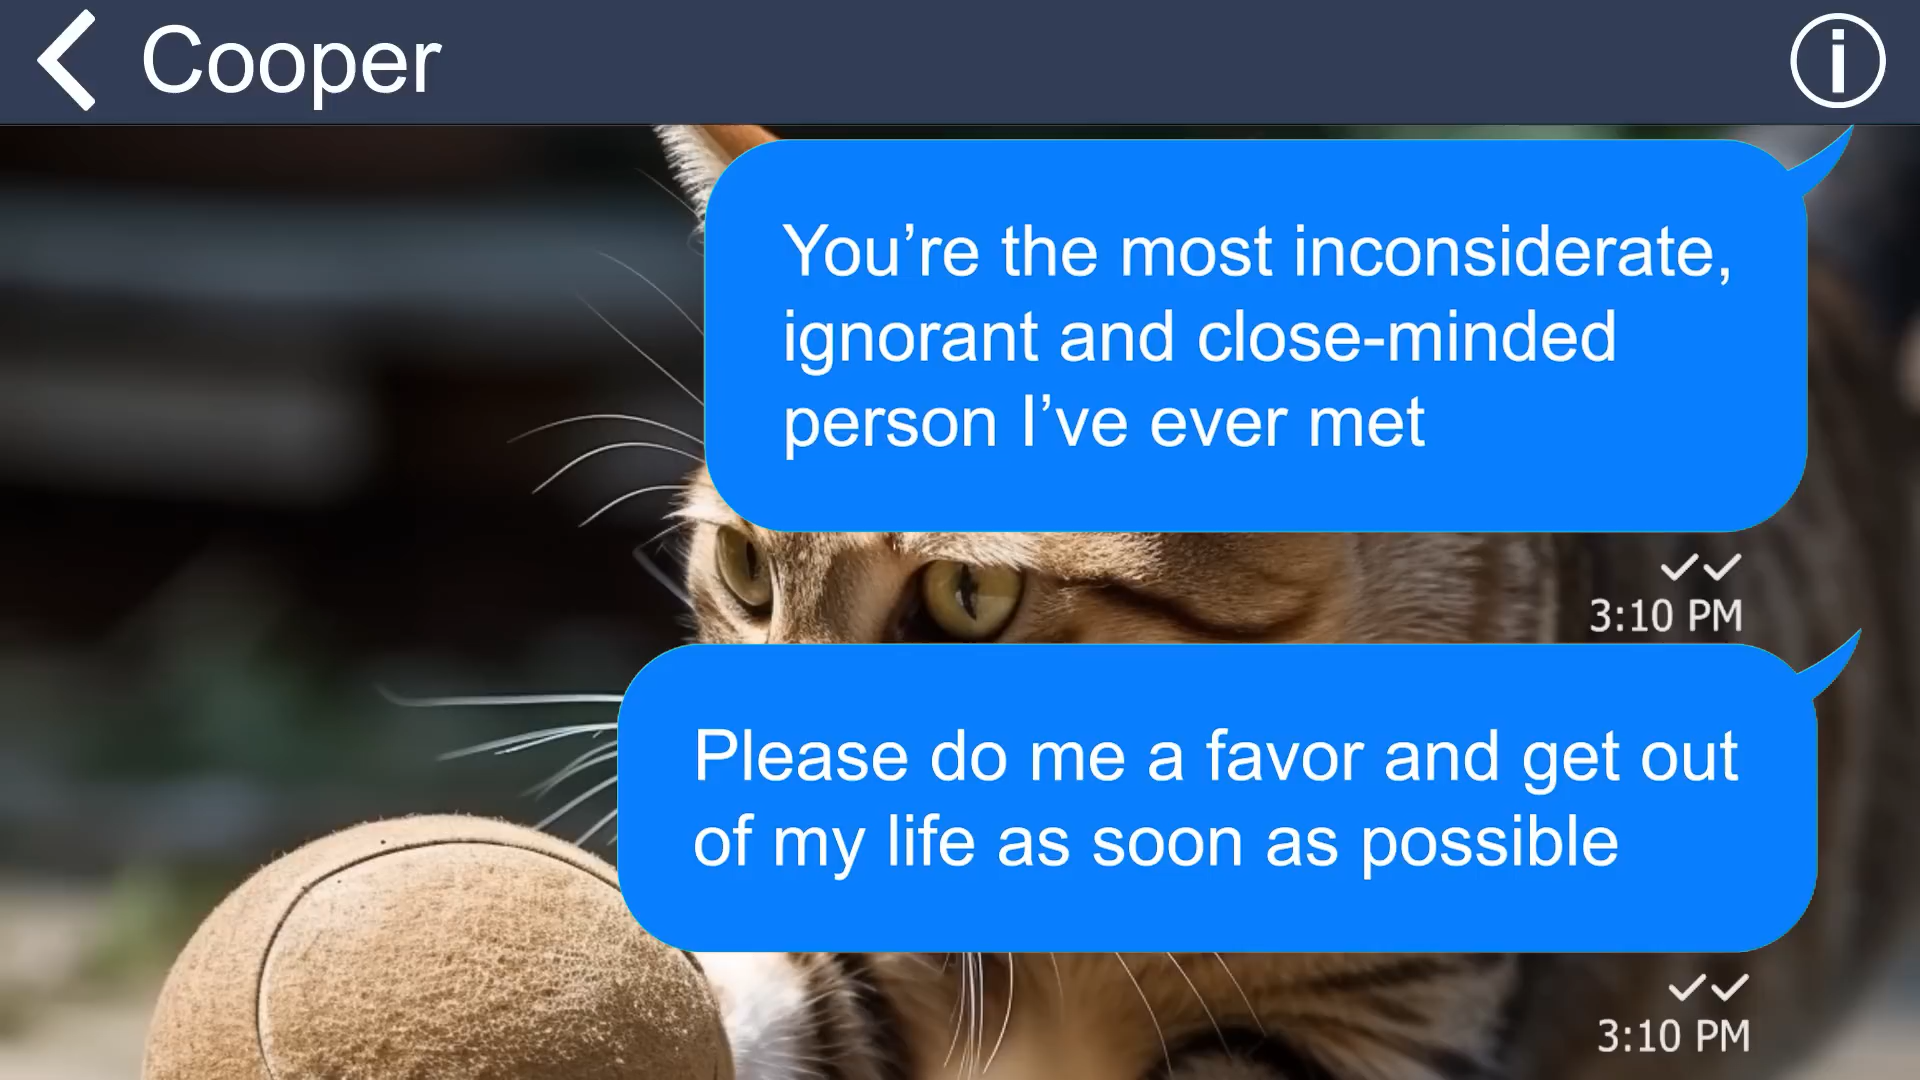 Cooper
You’re the most inconsiderate,
ignorant and close-minded
person I’ve ever met
3:10 PM
Please do me a favor and get out
of my life as soon as possible
3:10 PM